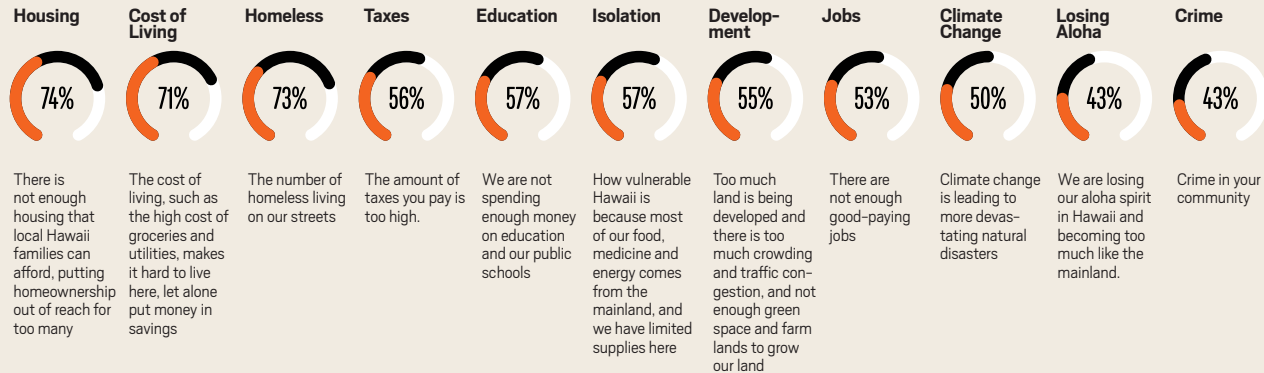 Housing
74%
There is
not enough
housing that
local Hawaii
families can
afford, putting
homeownership
out of reach for
too many
Cost of
Living
71%
The cost of
living, such as
the high cost of
groceries and
utilities, makes
it hard to live
here, let alone
put money in
savings
Homeless
73%
The number of
homeless living
on our streets
Taxes
56%
The amount of
taxes you pay is
too high.
Education
57%
We are not
spending
enough money
on education
and our public
schools
Isolation
57%
How vulnerable
Hawaii is
because most
of our food,
medicine and
energy comes
from the
mainland, and
we have limited
supplies here
Develop-
ment
55%
Too much
land is being
developed and
there is too
much crowding
and traffic con-
gestion, and not
enough green
space and farm
lands to grow
our land
Jobs
53%
There are
not enough
good-paying
jobs
Climate
Change
50%
Climate change
is leading to
more devas-
tating natural
disasters
Losing
Aloha
43%
We are losing
our aloha spirit
in Hawaii and
becoming too
much like the
mainland.
Crime
43%
Crime in your
community